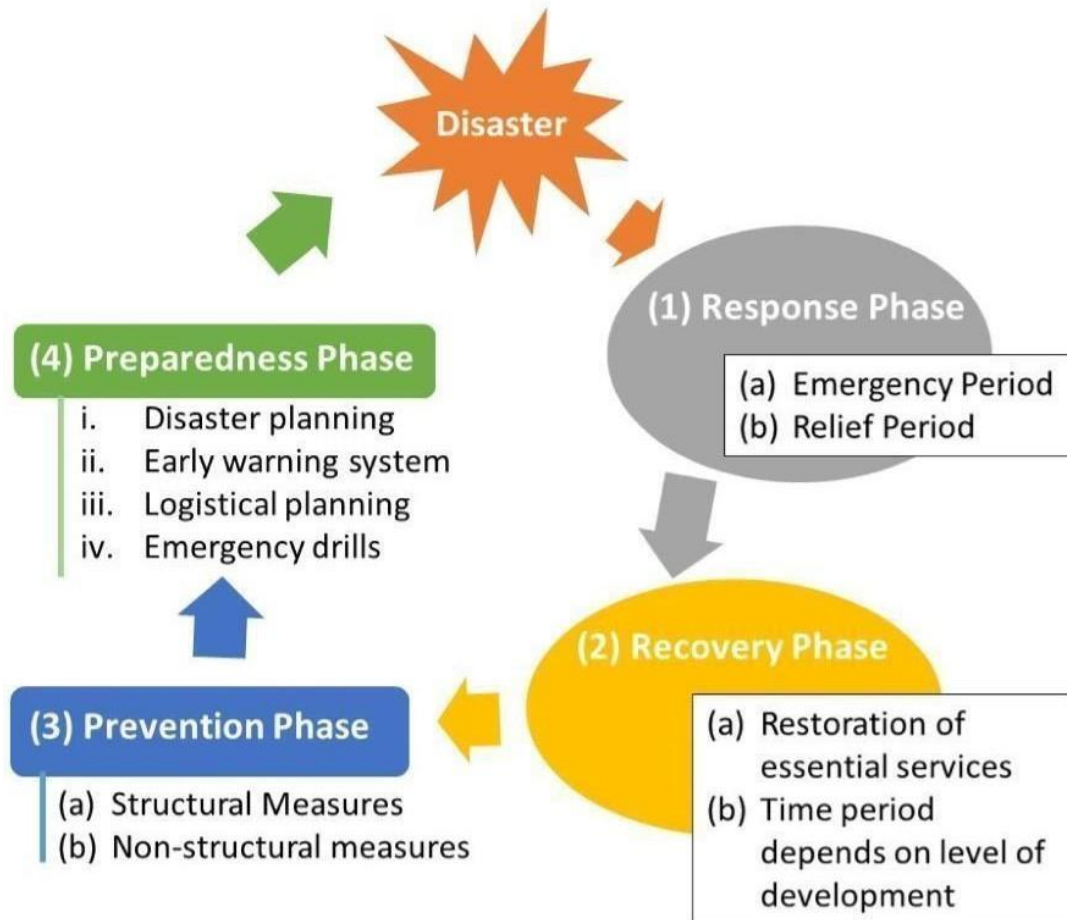 Disaster
(1) Response Phase
(a) Emergency Period
(b) Relief Period
(2) Recovery Phase
(a) Restoration of
essential services
(b) Time period
depends on level of
development
(3) Prevention Phase
(a) Structural Measures
(b) Non-structural measures
(4) Preparedness Phase
i. Disaster planning
ii. Early warning system
iii. Logistical planning
iv. Emergency drills